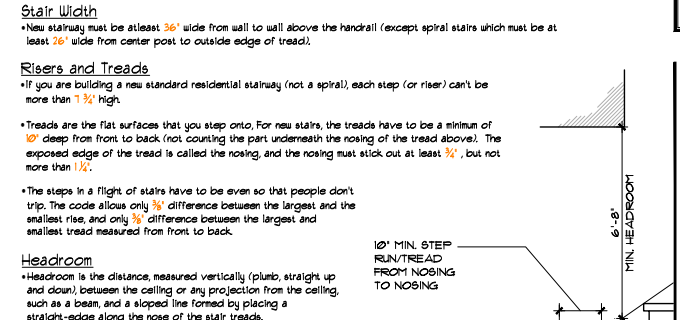 Stair Width
•New stairway must be atleast 36" wide from wall to wall above the handrail (except spiral stairs which must be at
least 26" wide from center post to outside edge of tread).
Risers and Treads
•If you are building a new standard residential stairway (not a spiral), each step (or riser) can't be
more than 7 ¾" high.
•Treads are the flat surfaces that you step onto, For new stairs, the treads have to be a minimum of
10" deep from front to back (not counting the part underneath the nosing of the tread above). The
exposed edge of the tread is called the nosing, and the nosing must stick out at least ¾" , but not
more than 1 ¼".
•The steps in a flight of stairs have to be even so that people don't
trip. The code allows only ⅜" difference between the largest and the
smallest rise, and only ⅜" difference between the largest and
smallest tread measured from front to back.
Headroom
•Headroom is the distance, measured vertically (plumb, straight up
and down), between the ceiling or any projection from the ceiling,
such as a beam, and a sloped line formed by placing a
straight-edge along the nose of the stair treads.
10" MIN. STEP
RUN/TREAD
FROM NOSING
TO NOSING
6'-8"
MIN. HEADROOM